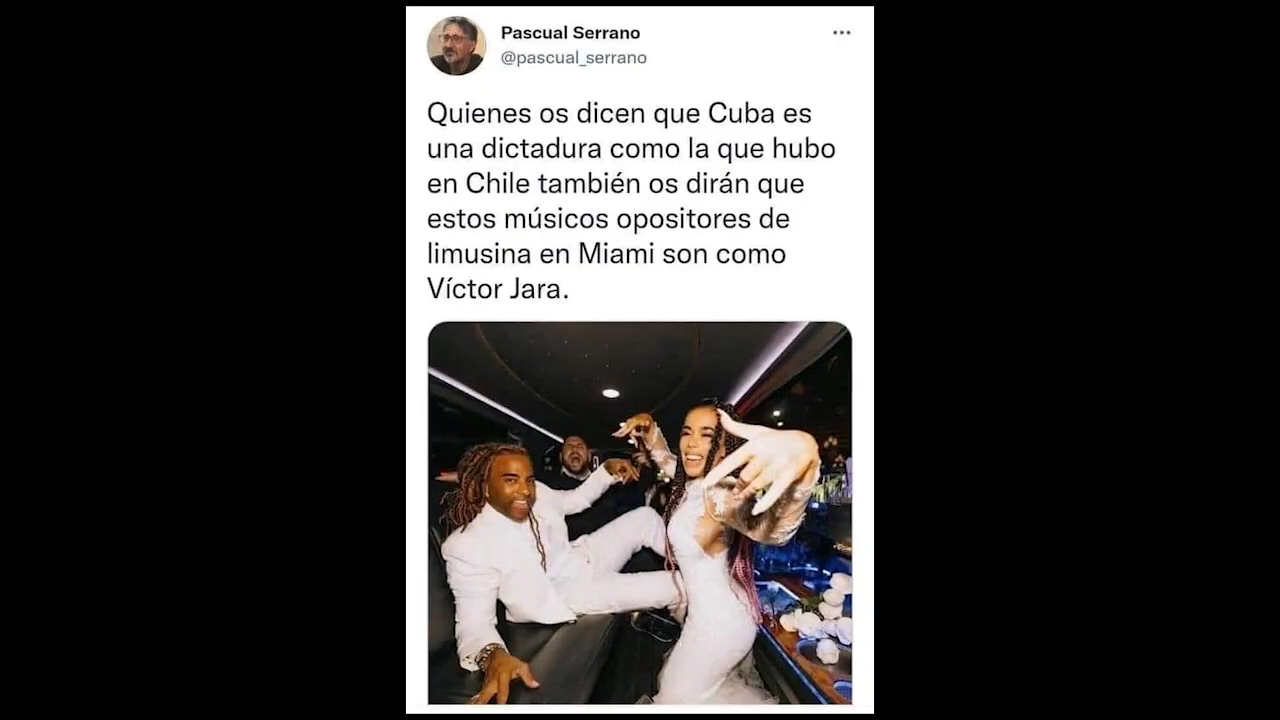 Pascual Serrano
@pascual_serrano
Quienes os dicen que Cuba es
una dictadura como la que hubo
en Chile también os dirán que
estos músicos opositores de
limusina en Miami son como
Víctor Jara.